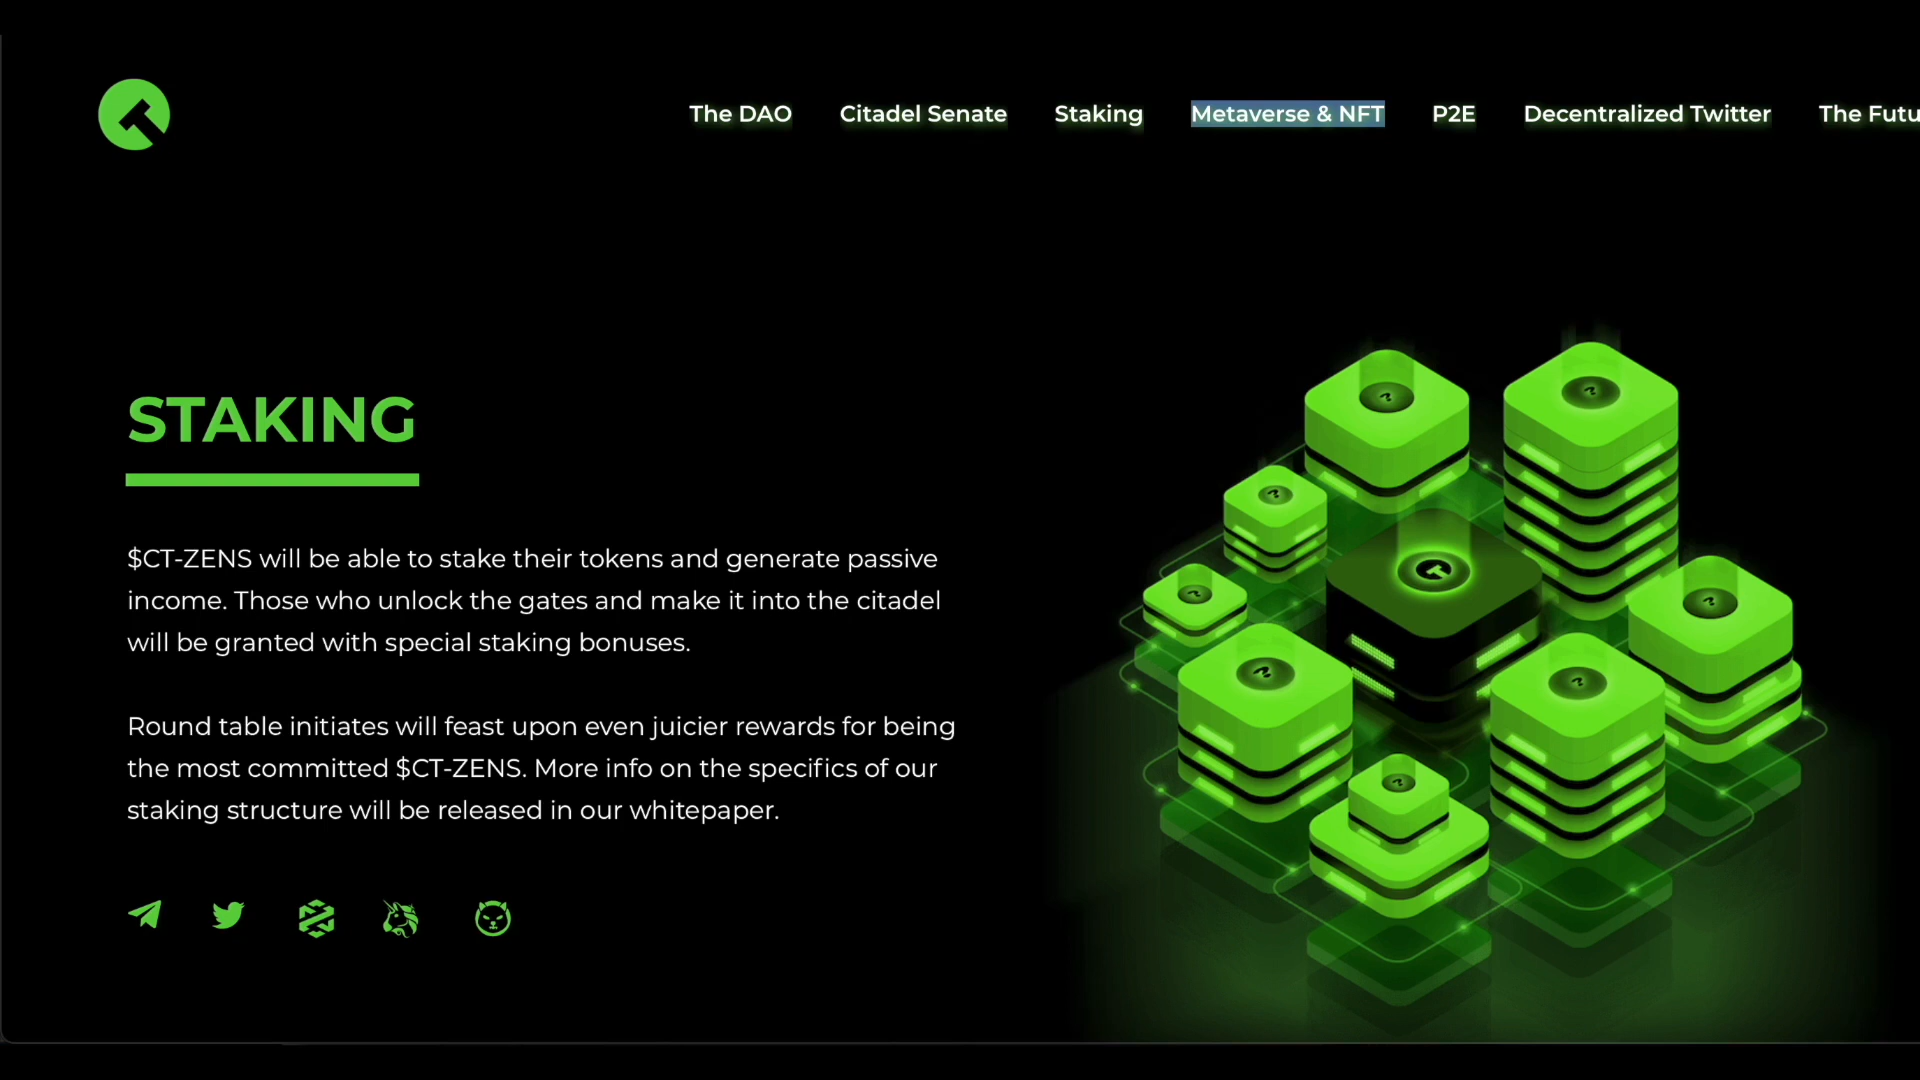 The DAO Citadel Senate Staking Metaverse & NFT P2E Decentralized Twitter The Futu
STAKING
$CT-ZENS will be able to stake their tokens and generate passive
income. Those who unlock the gates and make it into the citadel
will be granted with special staking bonuses.
Round table initiates will feast upon even juicier rewards for being
the most committed $CT-ZENS. More info on the specifics of our
staking structure will be released in our whitepaper.